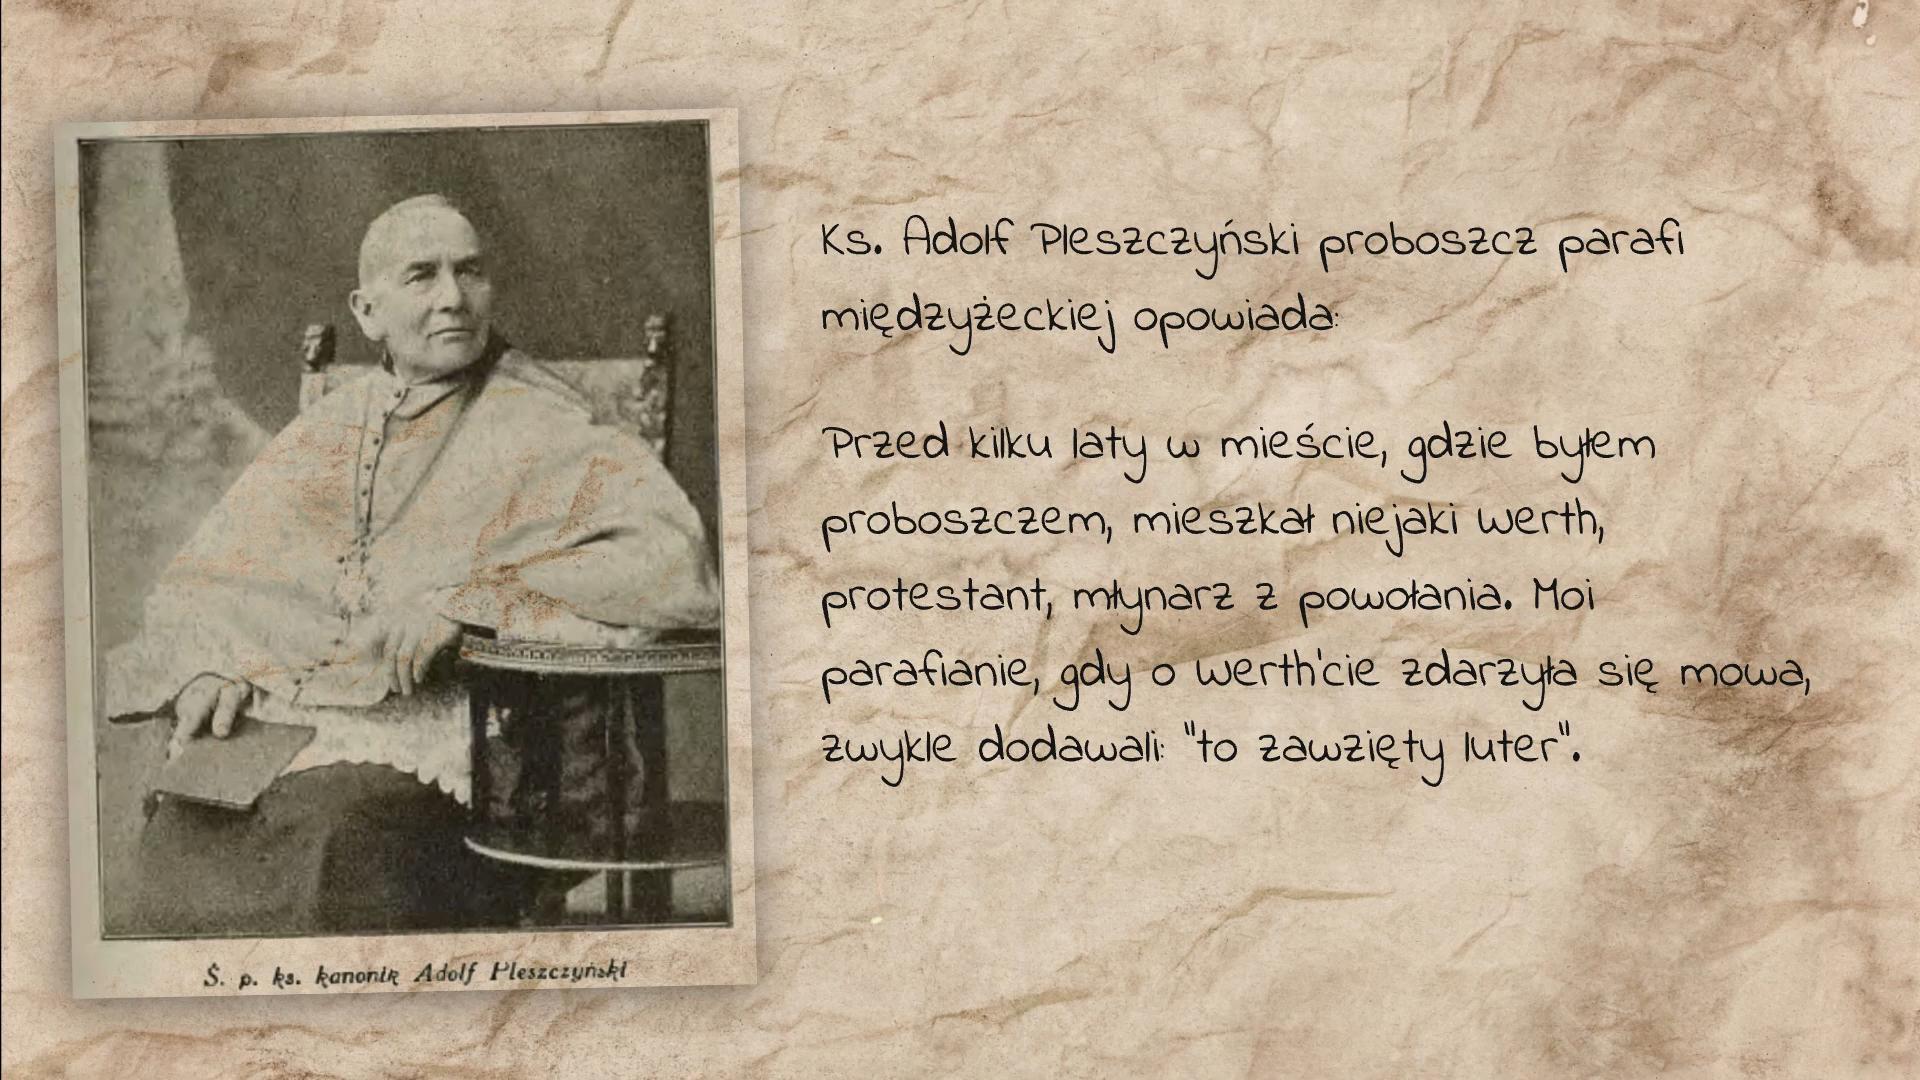 Ks. Adolf Pleszczyński proboszcz parafi
międzyżeckiej opowiada:
Przed kilku laty w mieście, gdzie byłem
proboszczem, mieszkał niejaki Werth,
protestant, młynarz z powołania. Moi
parafianie, gdy o Werth'cie zdarzyła się mowa,
zwykle dodawali: "to zawzięty luter".
Ś. p. ks. kanonik Adolf Pleszczyński